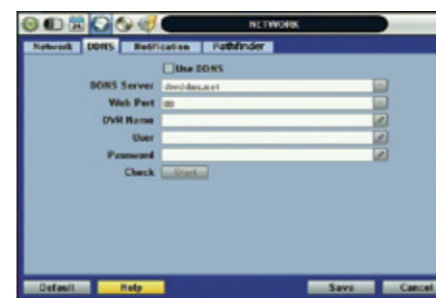 NETWORK
Network DDNS Notification Pathfinder
Use DDNS
DDNS Server
Web Port 80
DVR Name
User
Password
Check Start
Default Help Save Cancel